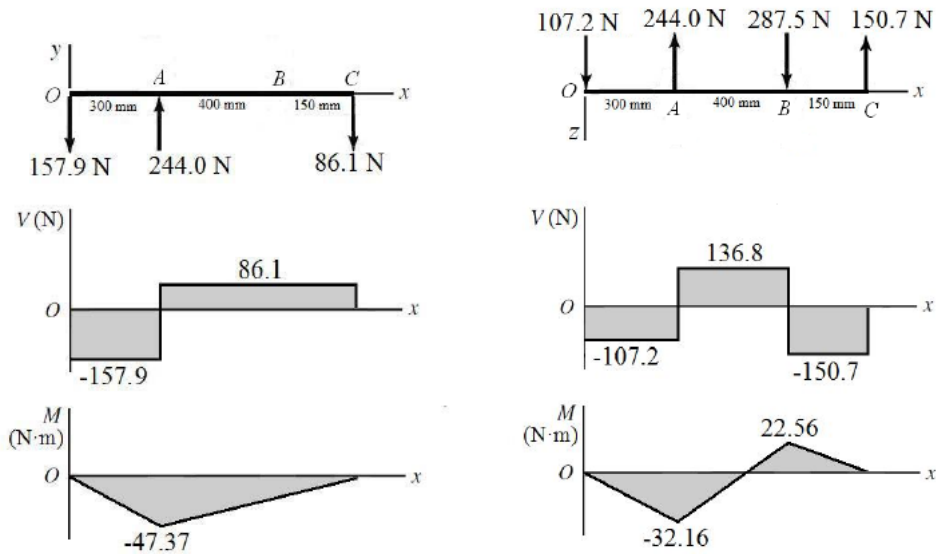 y
A B C
O x
300 mm 400 mm 150 mm
157.9 N 244.0 N 86.1 N
V (N)
86.1
O x
-157.9
M
(N·m)
O x
-47.37
107.2 N 244.0 N 287.5 N 150.7 N
O x
300 mm A 400 mm B 150 mm C
z
V (N)
136.8
O x
-107.2
-150.7
M
(N·m)
22.56
O x
-32.16